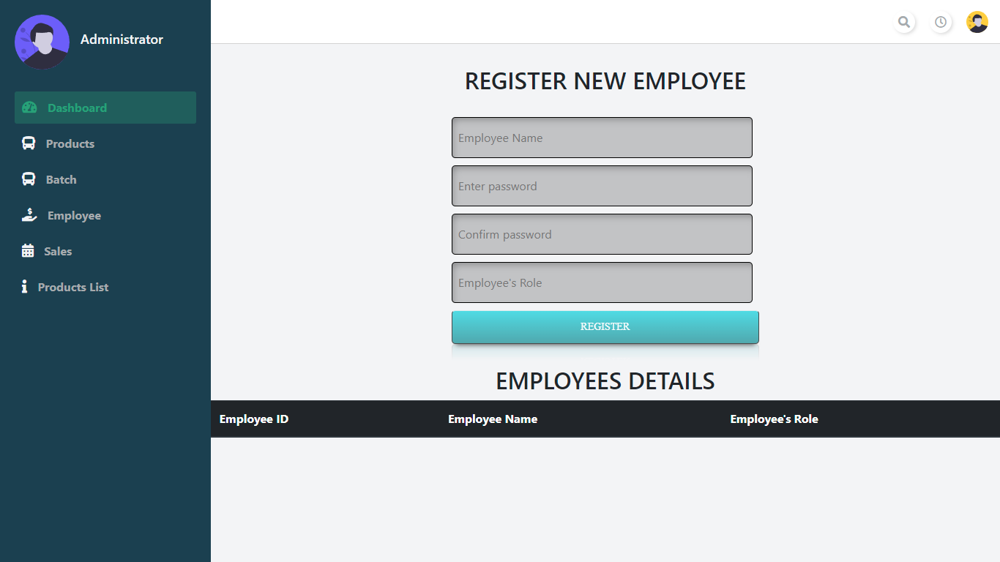 Administrator
Dashboard
Products
Batch
Employee
Sales
Products List
REGISTER NEW EMPLOYEE
Employee Name
Enter password
Confirm password
Employee's Role
REGISTER
EMPLOYEES DETAILS
Employee ID Employee Name Employee's Role